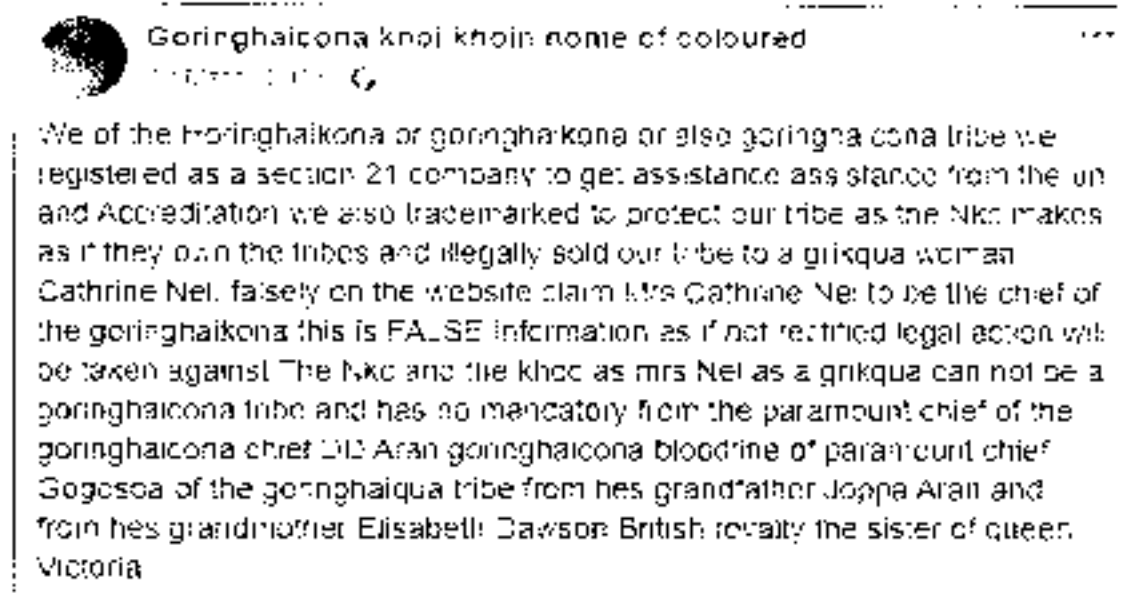 Goringhaicona khoi khoin nome of coloured
We of the Horinghaikona or goringhaikona or also goringha cona tribe we
registered as a section 21 company to get assistance assistance from the un
and Accreditation we also trademarked to protect our tribe as the Nkc makes
as if they own the tribes and illegally sold our tribe to a grikqua woman
Cathrine Nel. falsely on the website claim Mrs Cathrine Nel to be the chief of
the goringhaikona this is FALSE information as if not rectified legal action will
be taken against The Nkc and the khoo as mrs Nel as a grikqua can not be a
goringhaicona tribe and has no mandatory from the paramount chief of the
goringhaicona chief DD Aran goringhaicona bloodline of paramount chief
Gogosoa of the goringhaiqua tribe from hes grandfather Joppa Aran and
from hes grandmother Elisabeth Dawson British royalty the sister of queen
Victoria